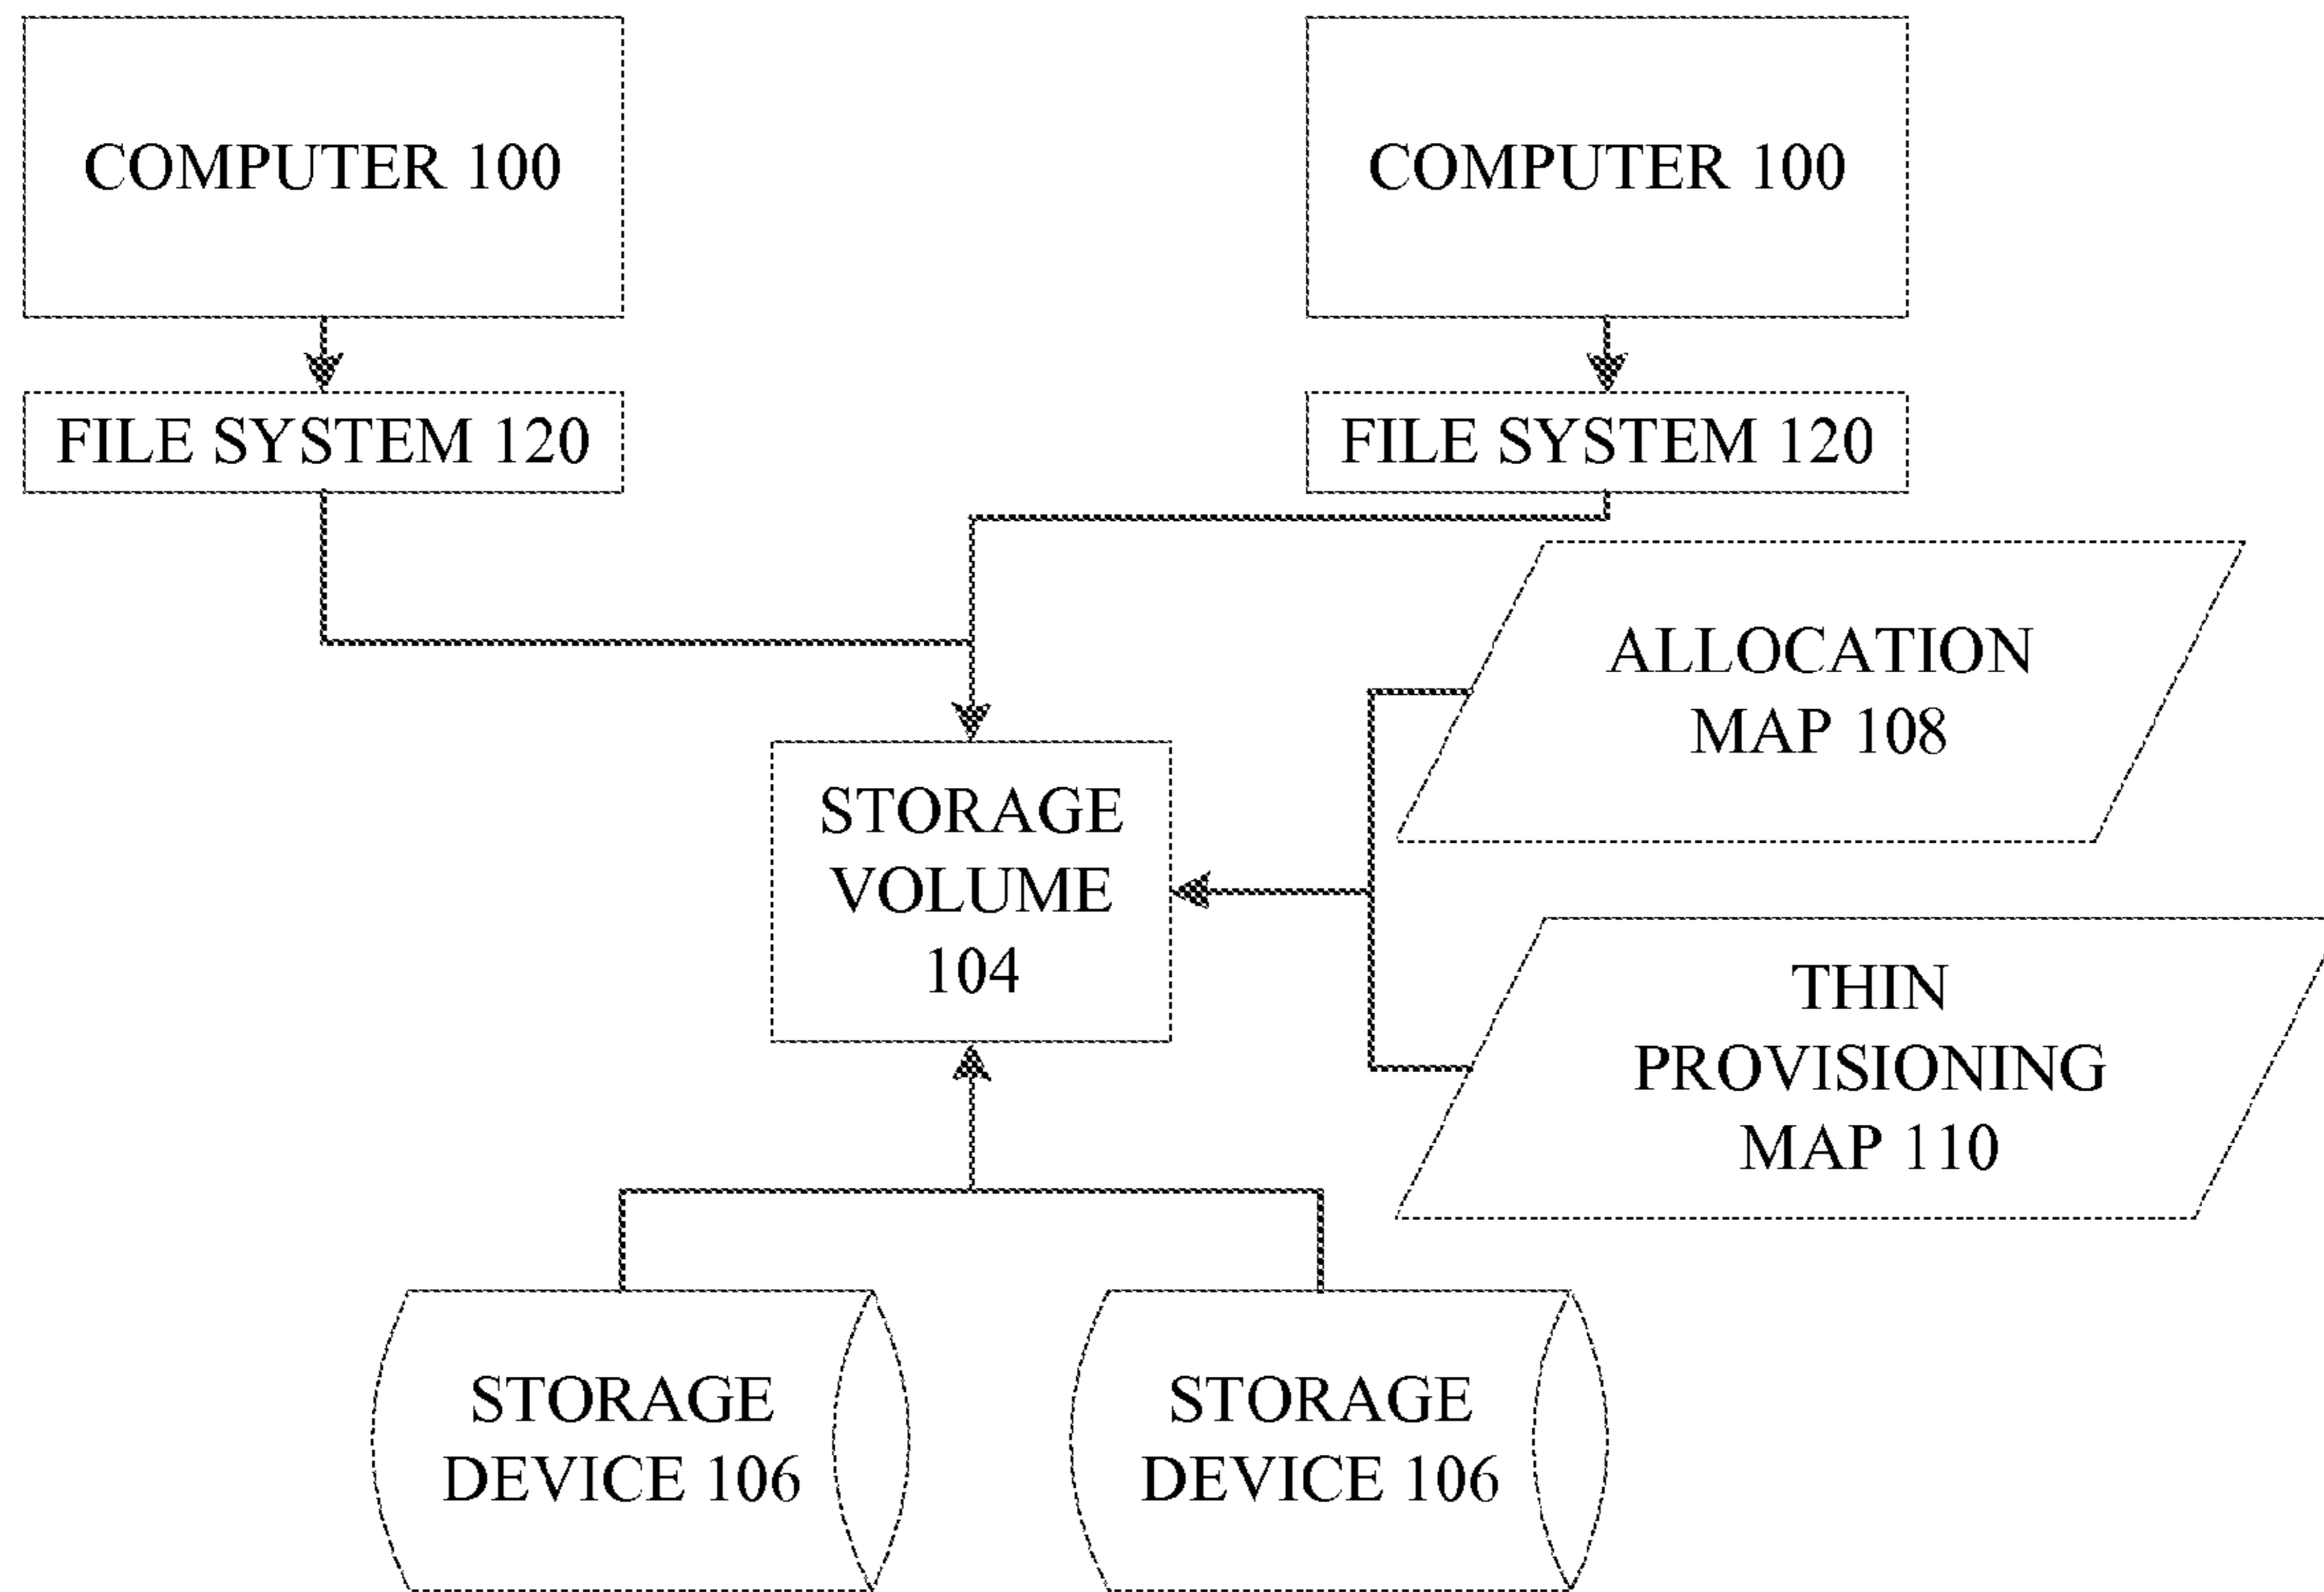 COMPUTER 100
COMPUTER 100
FILE SYSTEM 120
FILE SYSTEM 120
ALLOCATION
MAP 108
STORAGE
VOLUME
104
THIN
PROVISIONING
MAP 110
STORAGE
DEVICE 106
STORAGE
DEVICE 106